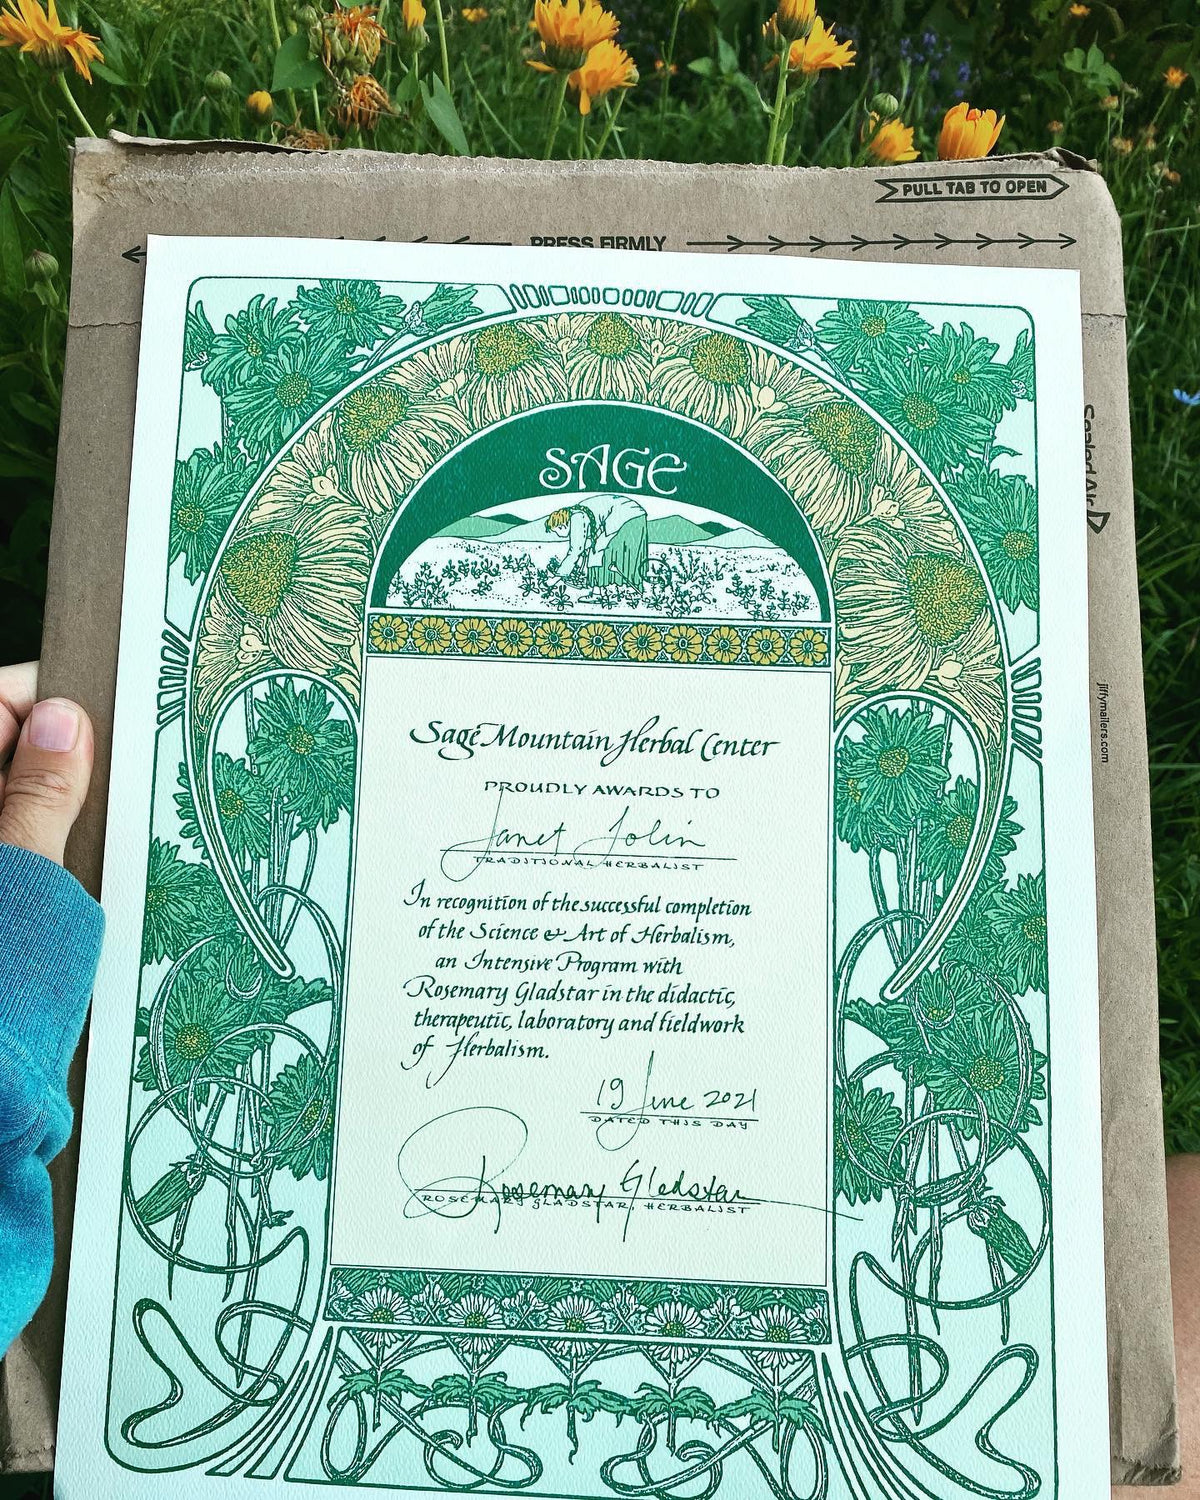 PULL TAB TO OPEN
PRESS FIRMLY
SAGE
Sage Mountain Herbal Center
PROUDLY AWARDS TO
Janet Tolin
TRADITIONAL HERBALIST
In recognition of the successful completion
of the Science & Art of Herbalism,
an Intensive Program with
Rosemary Gladstar in the didactic,
therapeutic, laboratory and fieldwork
of Herbalism.
19 June 2021
DATED THIS DAY
Rosemary Gladstar
ROSEMARY GLADSTAR, HERBALIST
Sealed Air
jiffymailers.com